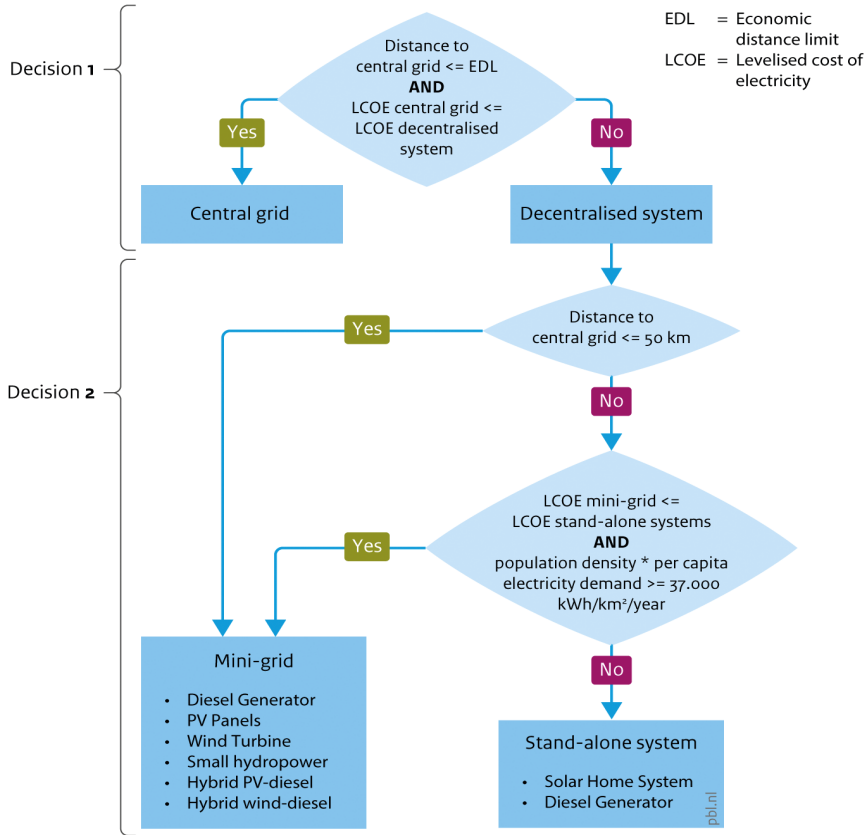 EDL = Economic
distance limit
LCOE = Levelised cost of
electricity
Decision 1
Distance to
central grid <= EDL
AND
LCOE central grid <=
LCOE decentralised
system
Yes
No
Central grid
Decentralised system
Decision 2
Distance to
central grid <= 50 km
Yes
No
LCOE mini-grid <=
LCOE stand-alone systems
AND
population density * per capita
electricity demand >= 37.000
kWh/km²/year
Yes
No
Mini-grid
• Diesel Generator
• PV Panels
• Wind Turbine
• Small hydropower
• Hybrid PV-diesel
• Hybrid wind-diesel
Stand-alone system
• Solar Home System
• Diesel Generator
pbl.nl